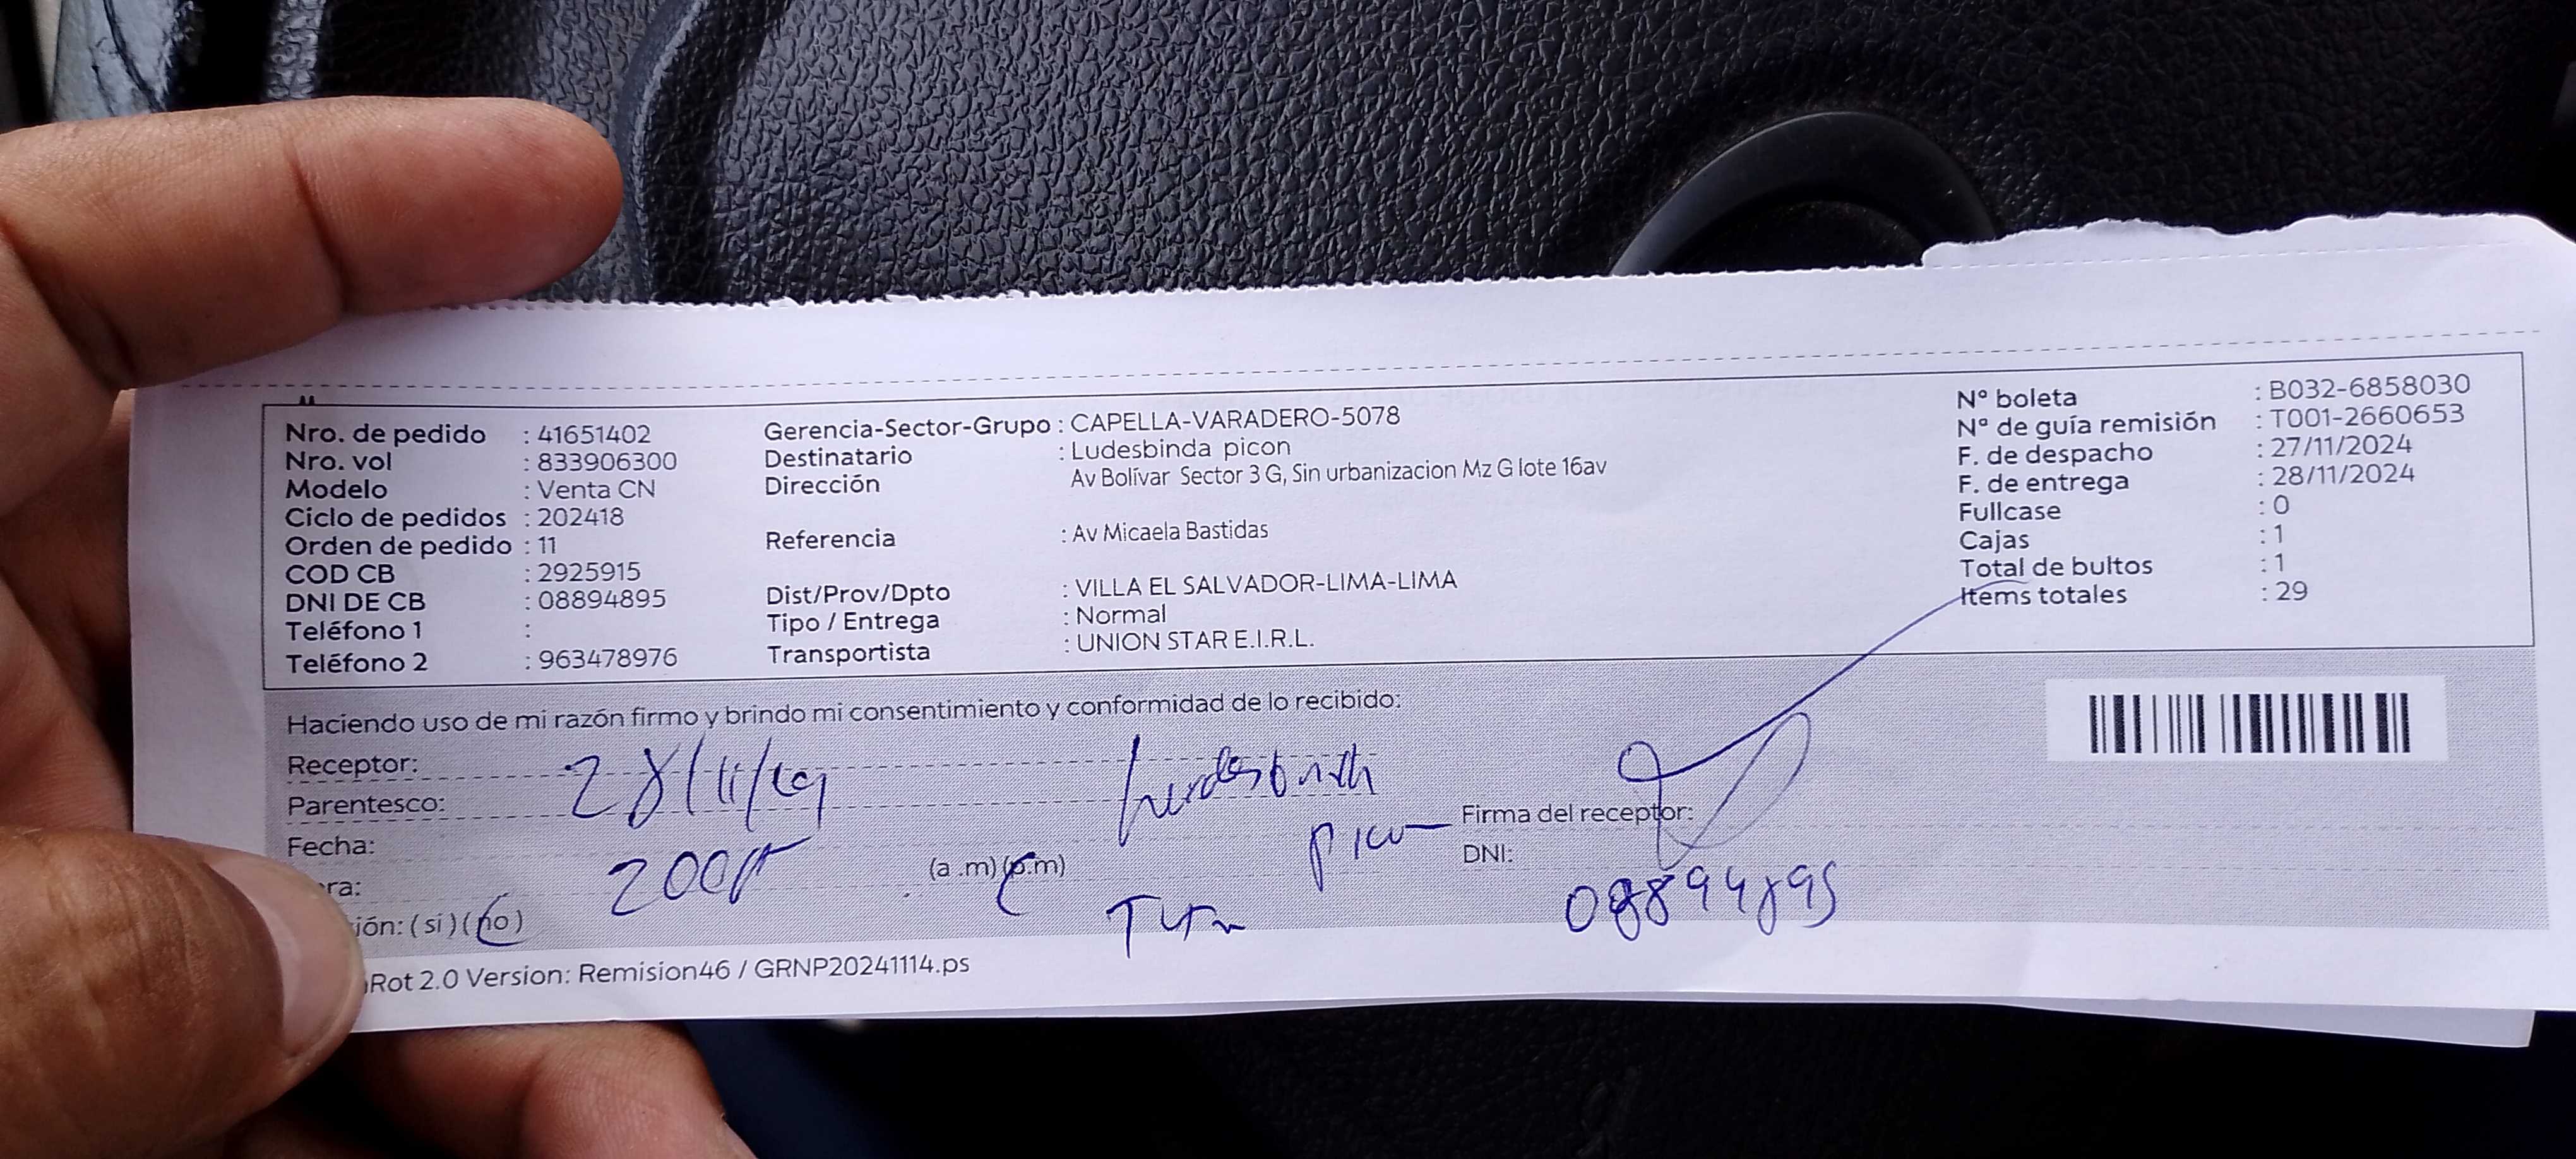 Nro. de pedido : 41651402
Nro. vol : 833906300
Modelo : Venta CN
Ciclo de pedidos : 202418
Orden de pedido : 11
COD CB : 2925915
DNI DE CB : 08894895
Teléfono 1 :
Teléfono 2 : 963478976
Gerencia-Sector-Grupo : CAPELLA-VARADERO-5078
Destinatario : Ludesbinda picon
Dirección Av Bolívar Sector 3 G, Sin urbanizacion Mz G lote 16av
Referencia : Av Micaela Bastidas
Dist/Prov/Dpto : VILLA EL SALVADOR-LIMA-LIMA
Tipo / Entrega : Normal
Transportista : UNION STAR E.I.R.L.
Nº boleta : B032-6858030
Nº de guía remisión : T001-2660653
F. de despacho : 27/11/2024
F. de entrega : 28/11/2024
Fullcase : 0
Cajas : 1
Total de bultos : 1
Items totales : 29
Haciendo uso de mi razón firmo y brindo mi consentimiento y conformidad de lo recibido:
Receptor:
Parentesco:
Fecha:
ra:
(a .m) (p.m)
ión: ( si ) ( no )
picon
Firma del receptor:
DNI:
08894895
Rot 2.0 Version: Remision46 / GRNP20241114.ps